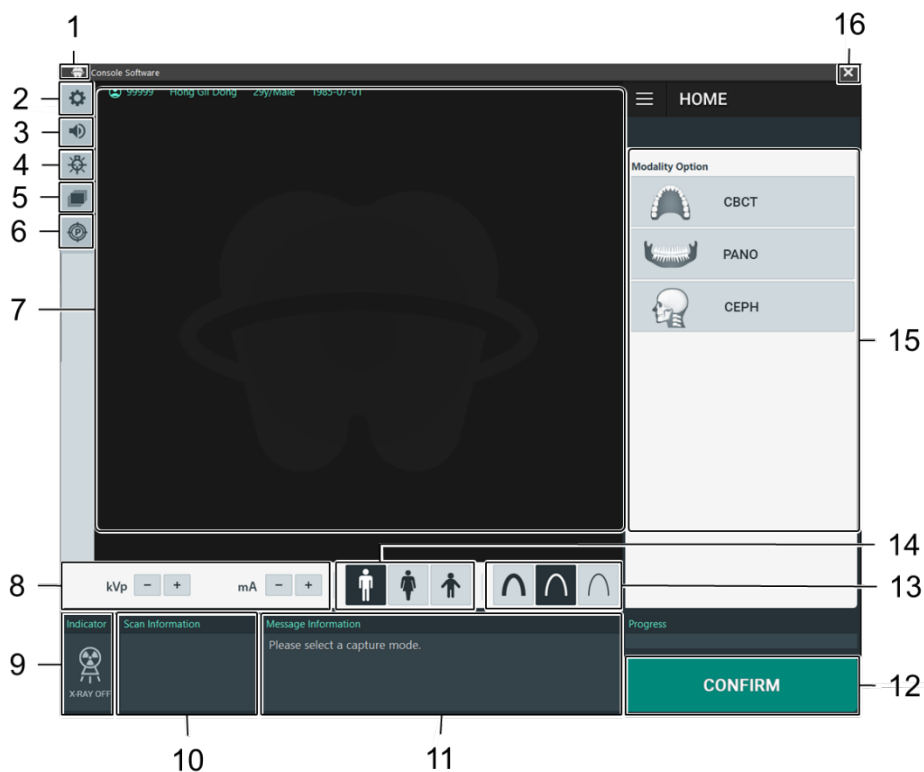 1
16
Console Software
2
99999 Hong Gil Dong 29y/Male 1985-07-01
HOME
3
4
Modality Option
5
CBCT
6
PANO
7
CEPH
15
14
8
kVp - +
mA - +
13
Indicator
Scan Information
Message Information
Progress
Please select a capture mode.
9
X-RAY OFF
CONFIRM
12
10
11